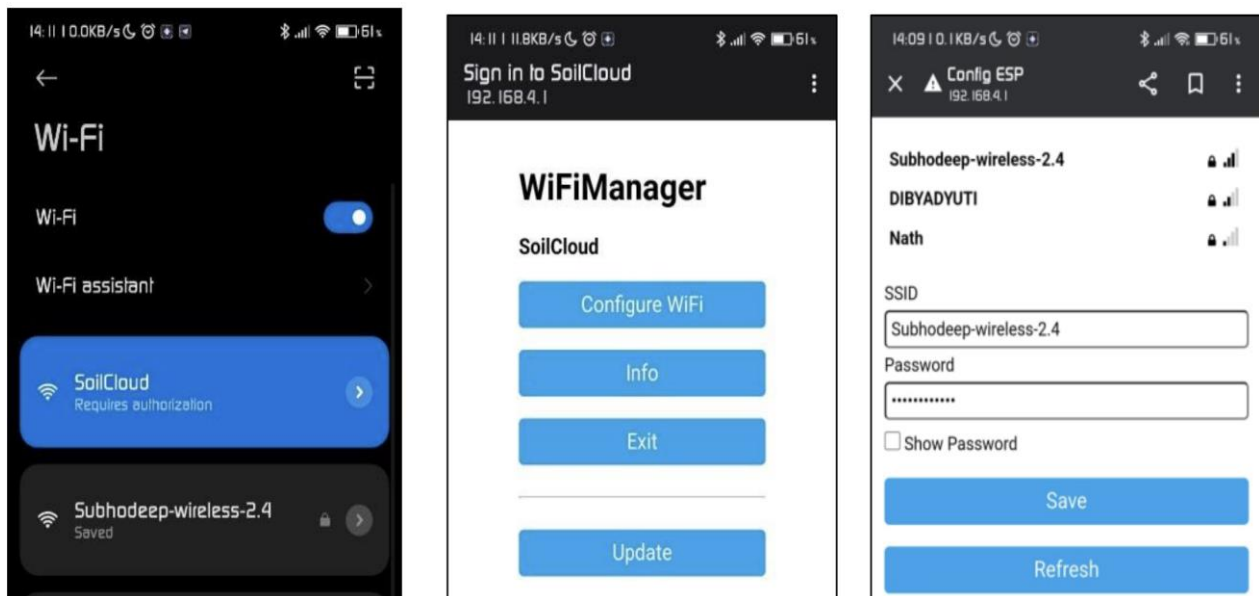 14:11 | 0.0KB/s
61%
Wi-Fi
Wi-Fi
Wi-Fi assistant
SoilCloud
Requires authorization
Subhodeep-wireless-2.4
Saved
14:11 | 11.8KB/s
61%
Sign in to SoilCloud
192.168.4.1
WiFiManager
SoilCloud
Configure WiFi
Info
Exit
Update
14:09 | 0.1KB/s
61%
Config ESP
192.168.4.1
Subhodeep-wireless-2.4
DIBYADYUTI
Nath
SSID
Subhodeep-wireless-2.4
Password
••••••••••••
Show Password
Save
Refresh